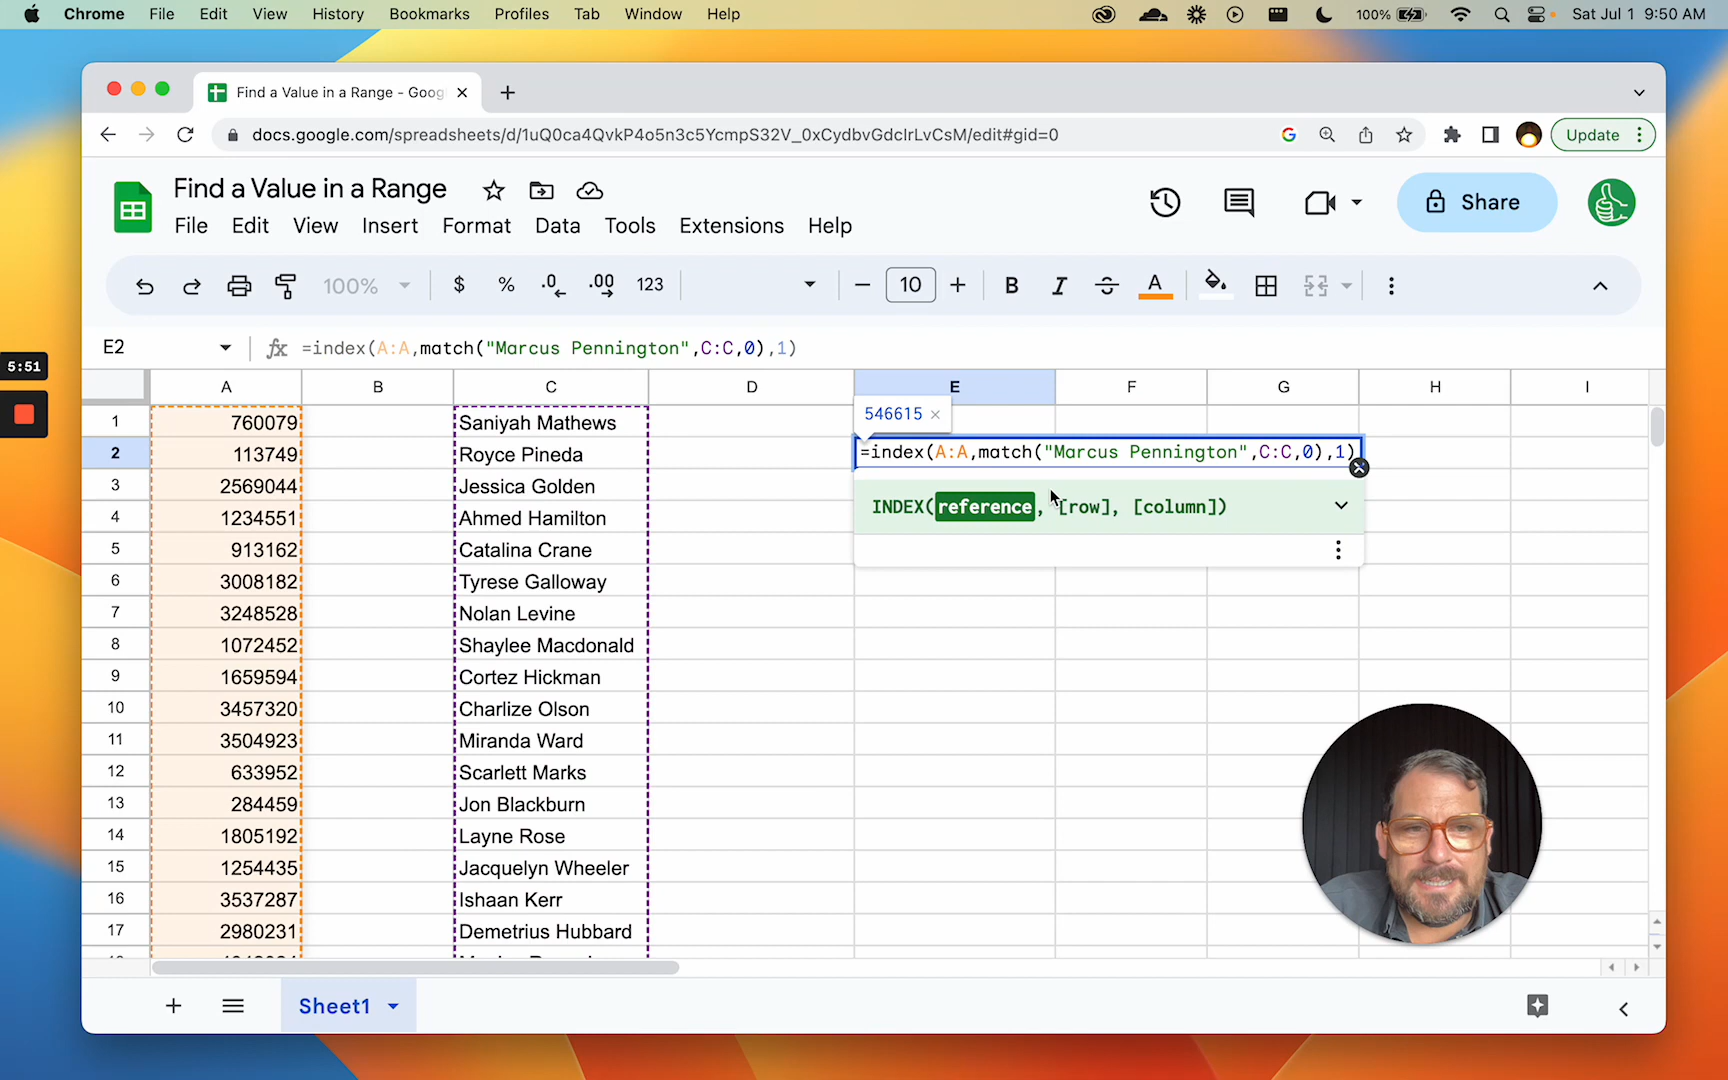 Chrome File Edit View History Bookmarks Profiles Tab Window Help 100% Sat Jul 1 9:50 AM
Find a Value in a Range - Goog
docs.google.com/spreadsheets/d/1uQ0ca4QvkP4o5n3c5YcmpS32V_0xCydbvGdcIrLvCsM/edit#gid=0 Update
Find a Value in a Range
Share
File Edit View Insert Format Data Tools Extensions Help
100% $ % .0 .00 123 10 B I S A
5:51
E2 fx =index(A:A,match("Marcus Pennington",C:C,0),1)
A B C D E F G H I
1 760079 Saniyah Mathews
546615 ×
2 113749 Royce Pineda =index(A:A,match("Marcus Pennington",C:C,0),1)
3 2569044 Jessica Golden
INDEX(reference, [row], [column])
4 1234551 Ahmed Hamilton
5 913162 Catalina Crane
6 3008182 Tyrese Galloway
7 3248528 Nolan Levine
8 1072452 Shaylee Macdonald
9 1659594 Cortez Hickman
10 3457320 Charlize Olson
11 3504923 Miranda Ward
12 633952 Scarlett Marks
13 284459 Jon Blackburn
14 1805192 Layne Rose
15 1254435 Jacquelyn Wheeler
16 3537287 Ishaan Kerr
17 2980231 Demetrius Hubbard
Sheet1